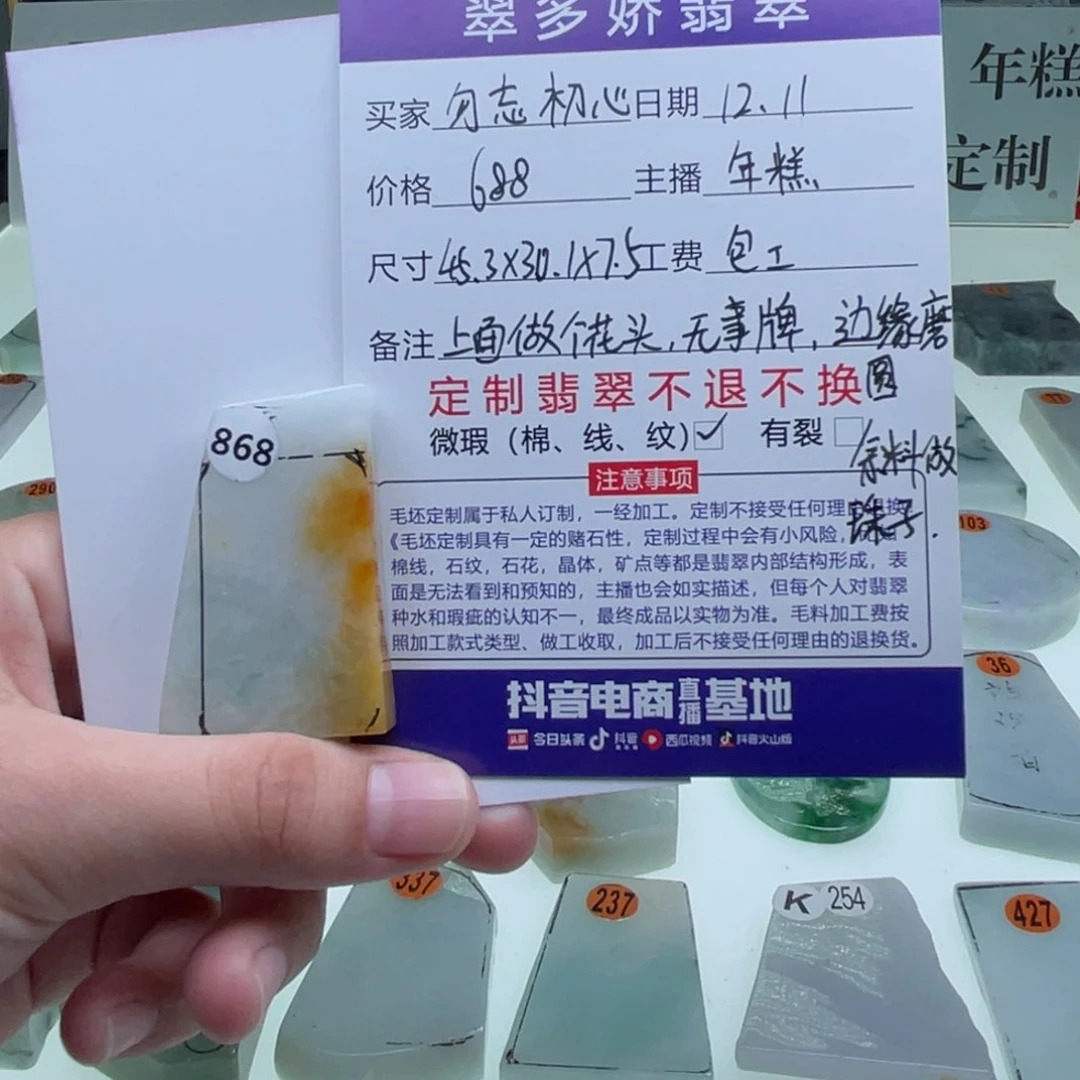 翠多娇翡翠
买家 勿忘初心 日期 12.11
价格 688 主播 年糕
尺寸 45.3X30.1X7.5 工费 包工
备注 上面做个花头,无事牌,边缘磨圆
余料做珠子.
定制翡翠不退不换
微瑕（棉、线、纹）✓ 有裂
注意事项
毛坯定制属于私人订制，一经加工。定制不接受任何理
换
《毛坯定制具有一定的赌石性，定制过程中会有小风险，
棉线，石纹，石花，晶体，矿点等都是翡翠内部结构形成，表
面是无法看到和预知的，主播也会如实描述，但每个人对翡翠
种水和瑕疵的认知不一，最终成品以实物为准。毛料加工费按
照加工款式类型、做工收取，加工后不接受任何理由的退换货。
抖音电商直播基地
头条 今日头条 抖音 西瓜视频 抖音火山版
868
年糕
定制
290
77
103
36
337
237
K 254
427